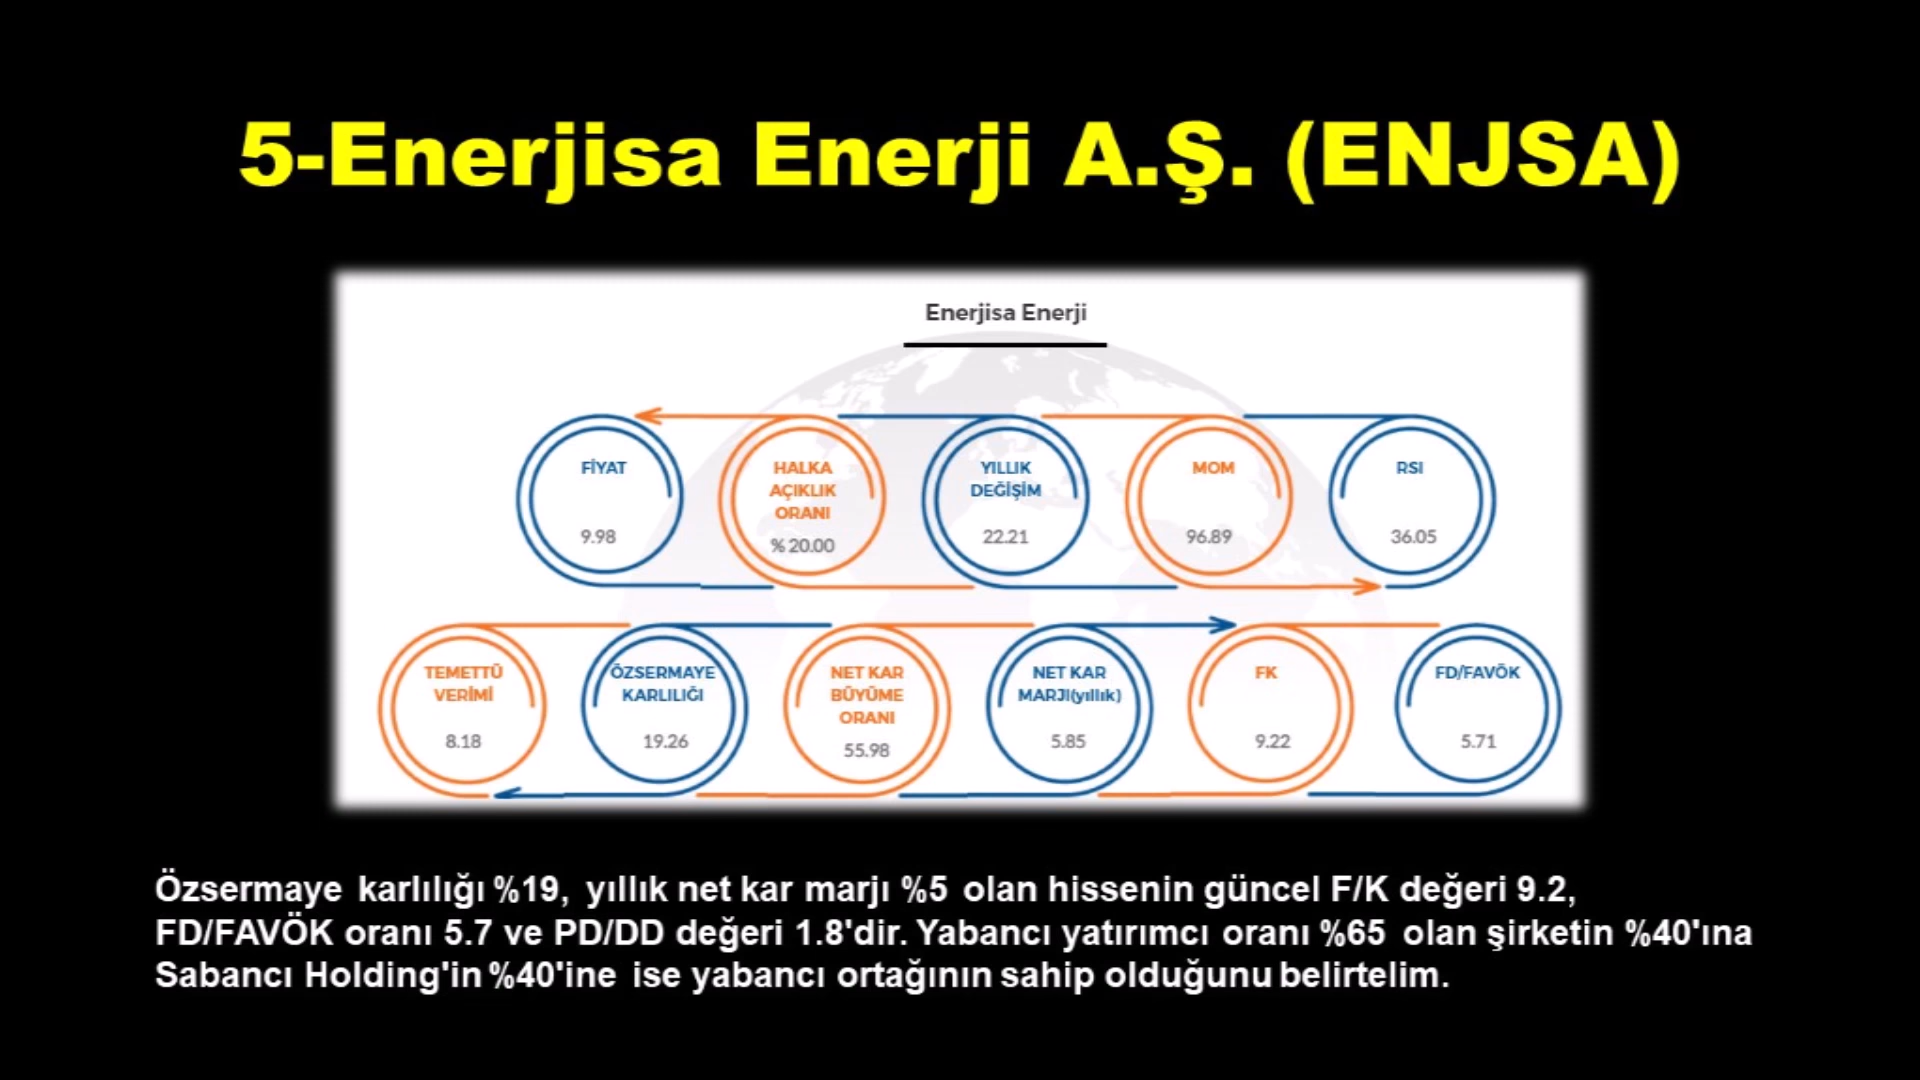 5-Enerjisa Enerji A.Ş. (ENJSA)
Enerjisa Enerji
FİYAT
9.98
HALKA
AÇIKLIK
ORANI
% 20.00
YILLIK
DEĞİŞİM
22.21
MOM
96.89
RSI
36.05
TEMETTÜ
VERİMİ
8.18
ÖZSERMAYE
KARLILIĞI
19.26
NET KAR
BÜYÜME
ORANI
55.98
NET KAR
MARJI(yıllık)
5.85
FK
9.22
FD/FAVÖK
5.71
Özsermaye karlılığı %19, yıllık net kar marjı %5 olan hissenin güncel F/K değeri 9.2,
FD/FAVÖK oranı 5.7 ve PD/DD değeri 1.8'dir. Yabancı yatırımcı oranı %65 olan şirketin %40'ına
Sabancı Holding'in %40'ine ise yabancı ortağının sahip olduğunu belirtelim.